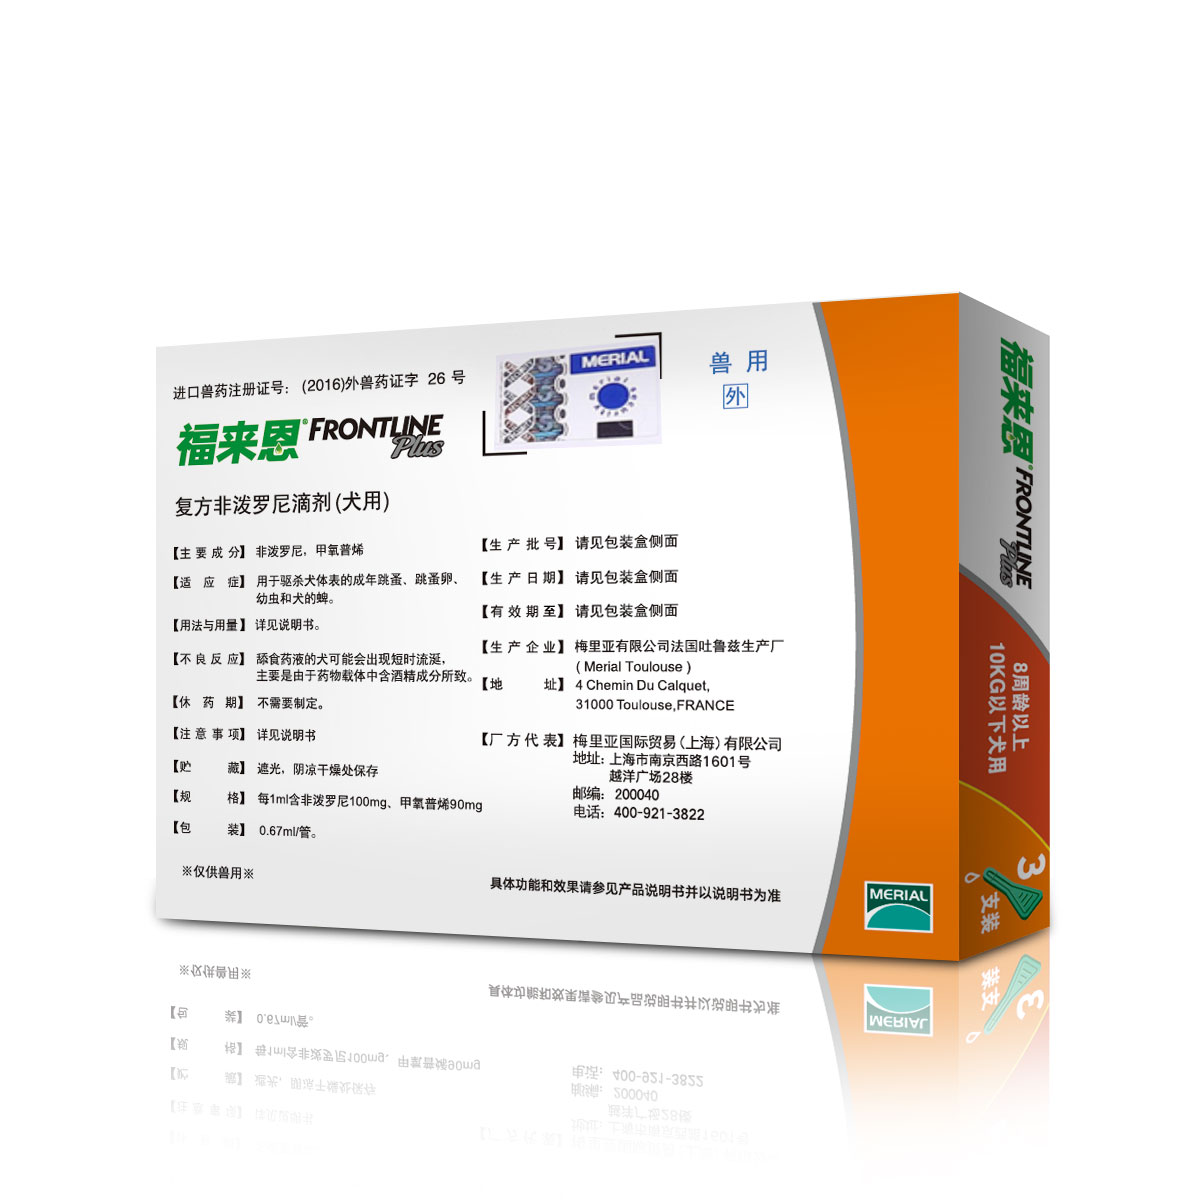 进口兽药注册证号： (2016)外兽药证字 26 号
MERIAL
兽 用
外
福来恩® FRONTLINE Plus
复方非泼罗尼滴剂(犬用)
【主要成分】 非泼罗尼，甲氧普烯
【适 应 症】 用于驱杀犬体表的成年跳蚤、跳蚤卵、
幼虫和犬的蜱。
【用法与用量】 详见说明书。
【不良反应】 舔食药液的犬可能会出现短时流涎，
主要是由于药物载体中含酒精成分所致。
【休 药 期】 不需要制定。
【注意事项】 详见说明书
【贮 藏】 遮光，阴凉干燥处保存
【规 格】 每1ml含非泼罗尼100mg、甲氧普烯90mg
【包 装】 0.67ml/管。
※仅供兽用※
【生产批号】 请见包装盒侧面
【生产日期】 请见包装盒侧面
【有效期至】 请见包装盒侧面
【生产企业】 梅里亚有限公司法国吐鲁兹生产厂
( Merial Toulouse )
【地 址】 4 Chemin Du Calquet,
31000 Toulouse,FRANCE
【厂方代表】 梅里亚国际贸易(上海)有限公司
地址: 上海市南京西路1601号
越洋广场28楼
邮编: 200040
电话: 400-921-3822
具体功能和效果请参见产品说明书并以说明书为准
MERIAL
福来恩 FRONTLINE Plus
8周龄以上
10KG以下犬用
3支装